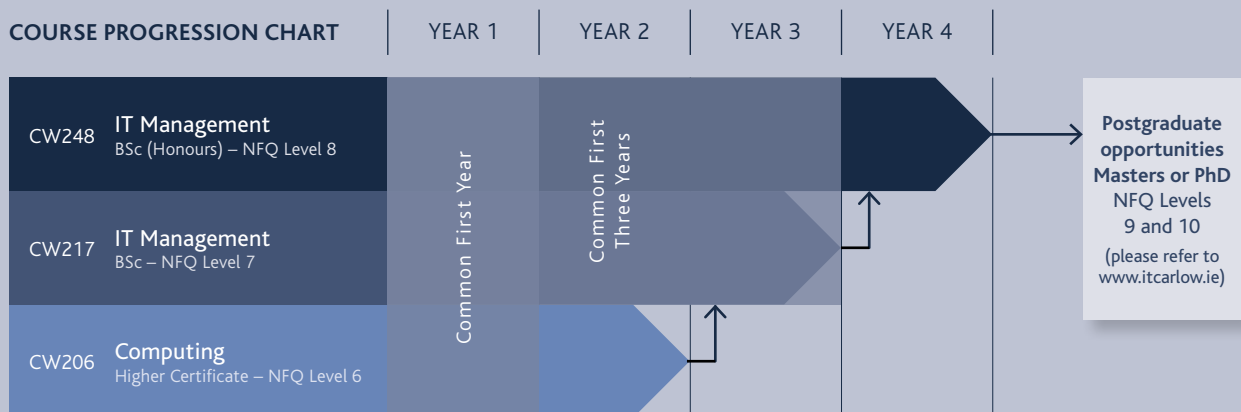 COURSE PROGRESSION CHART
YEAR 1
YEAR 2
YEAR 3
YEAR 4
CW248
IT Management
BSc (Honours) – NFQ Level 8
CW217
IT Management
BSc – NFQ Level 7
CW206
Computing
Higher Certificate – NFQ Level 6
Common First Year
Common First
Three Years
Postgraduate
opportunities
Masters or PhD
NFQ Levels
9 and 10
(please refer to
www.itcarlow.ie)